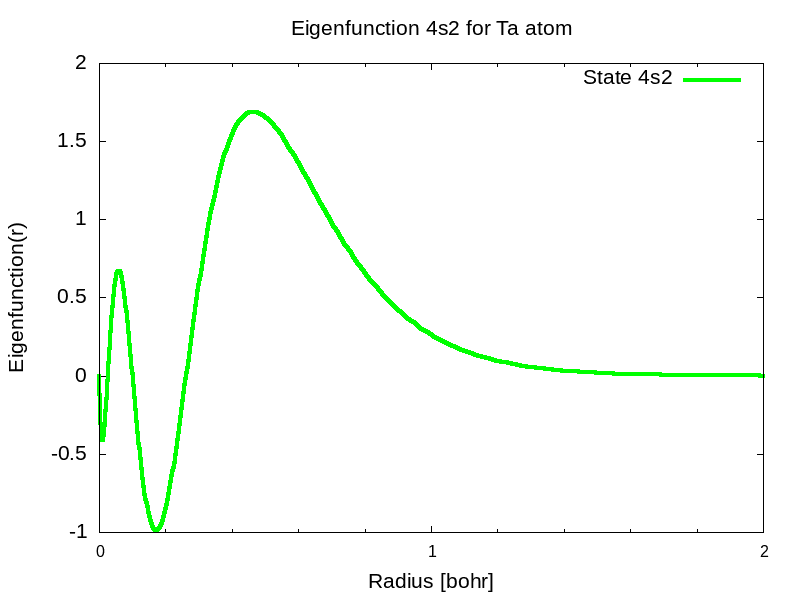 Eigenfunction 4s2 for Ta atom
State 4s2
2
1.5
1
0.5
0
-0.5
-1
Eigenfunction(r)
0
1
2
Radius [bohr]